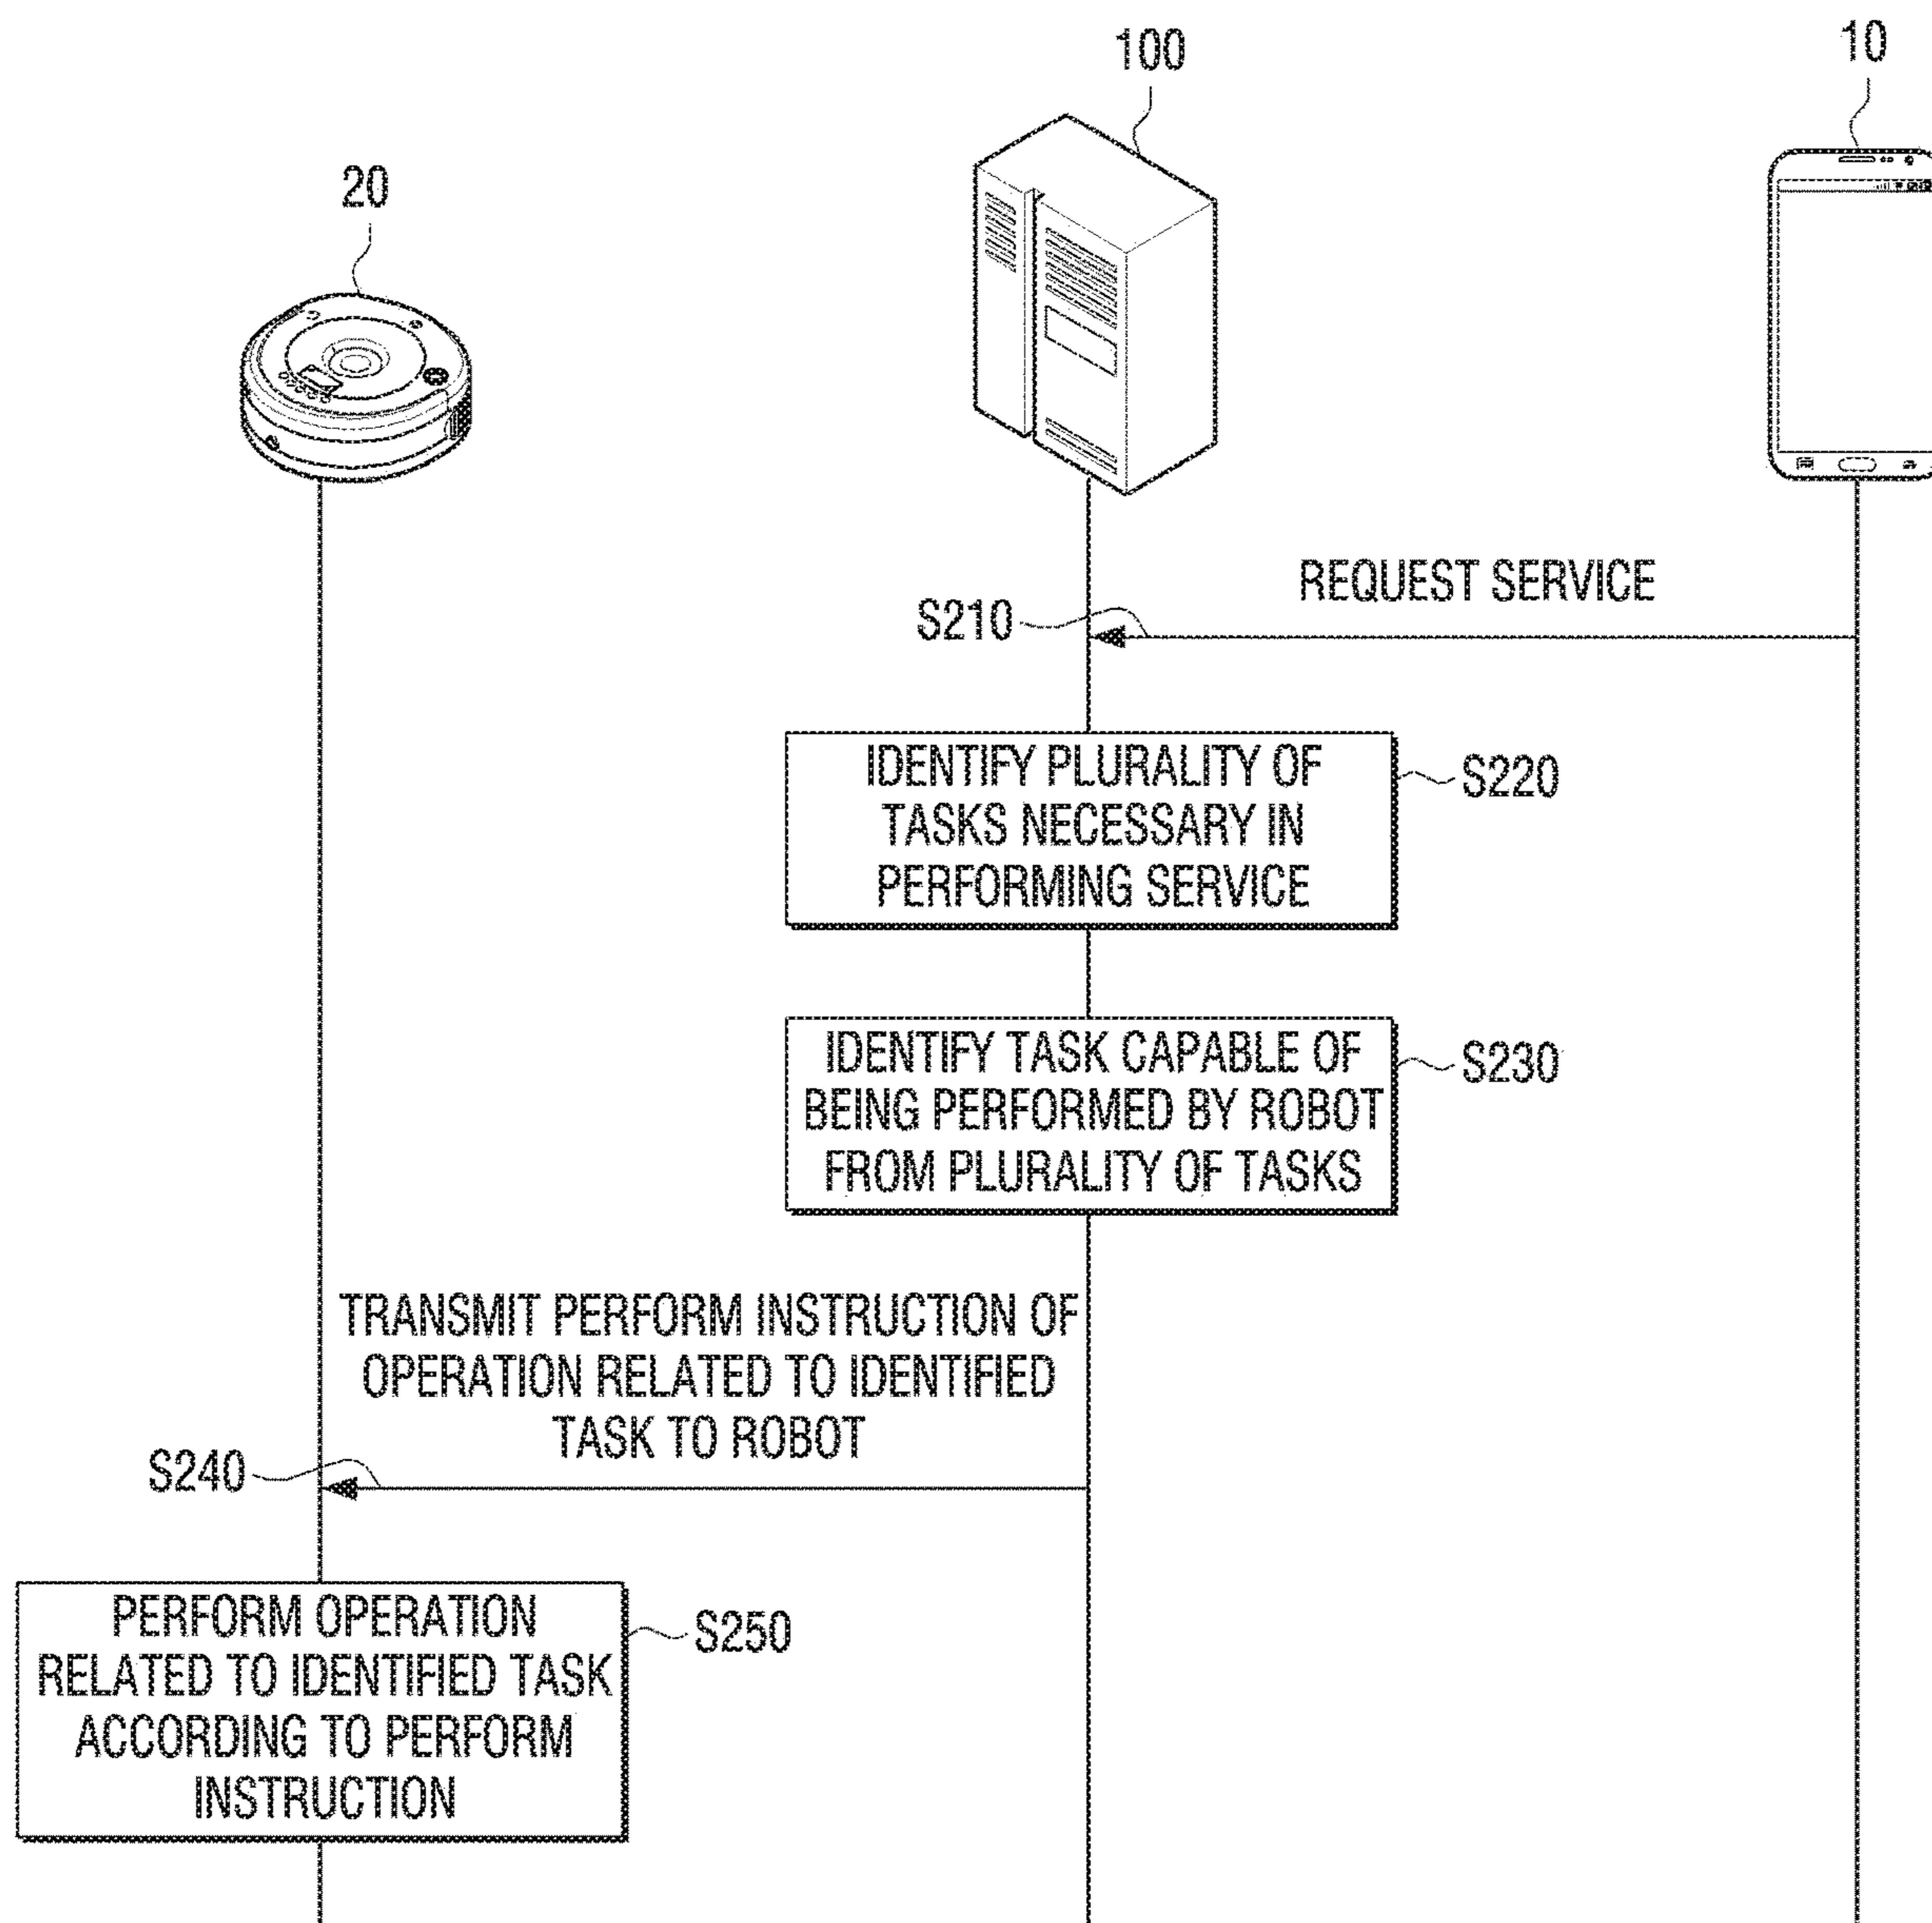 100
10
20
REQUEST SERVICE
S210
IDENTIFY PLURALITY OF
TASKS NECESSARY IN
PERFORMING SERVICE
S220
IDENTIFY TASK CAPABLE OF
BEING PERFORMED BY ROBOT
FROM PLURALITY OF TASKS
S230
TRANSMIT PERFORM INSTRUCTION OF
OPERATION RELATED TO IDENTIFIED
TASK TO ROBOT
S240
PERFORM OPERATION
RELATED TO IDENTIFIED TASK
ACCORDING TO PERFORM
INSTRUCTION
S250